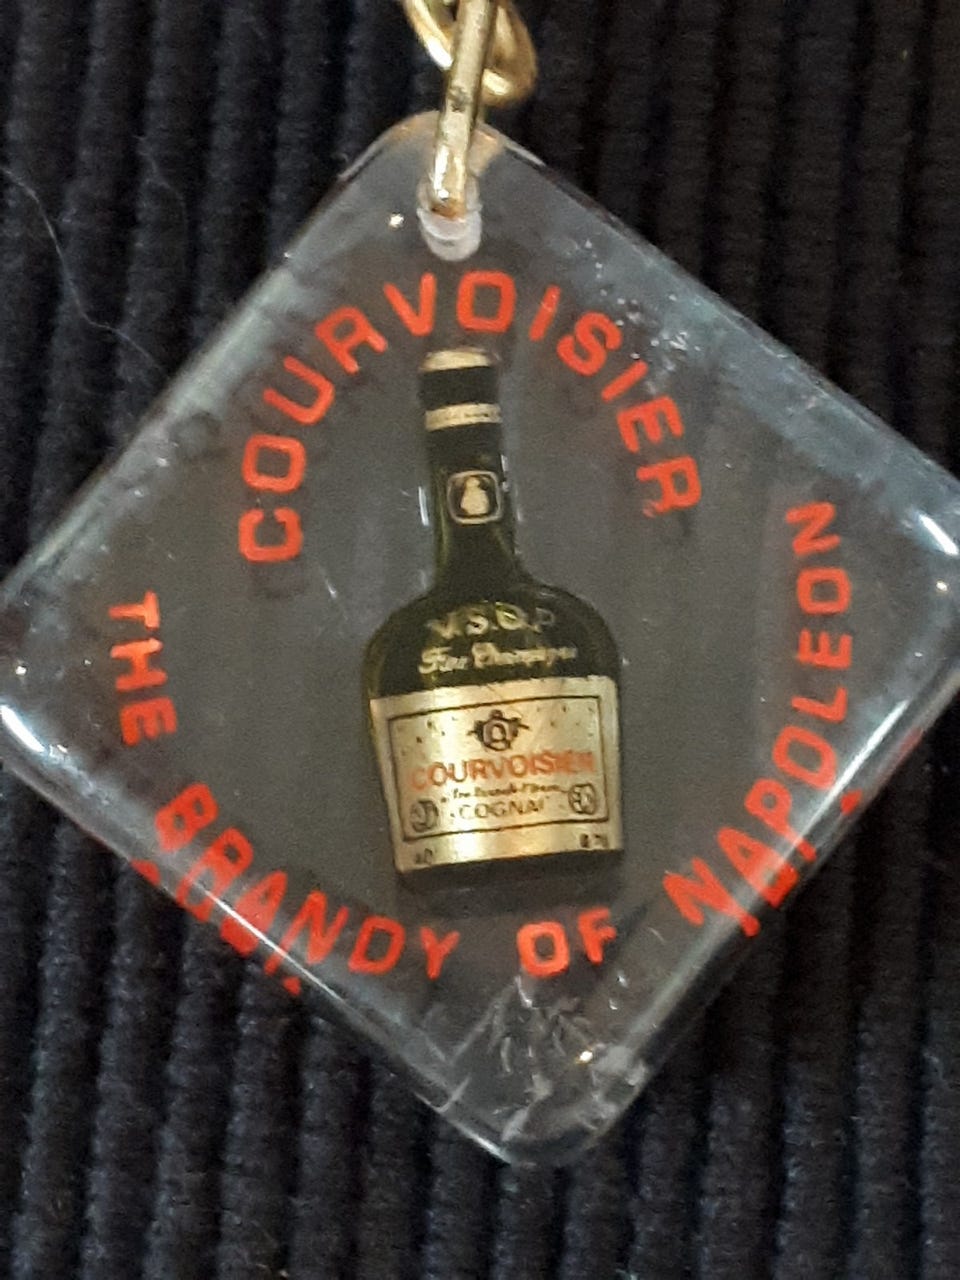 COURVOISIER
V.S.O.P
Fine Champagne
COURVOISIER
COGNAC
THE BRANDY OF NAPOLEON